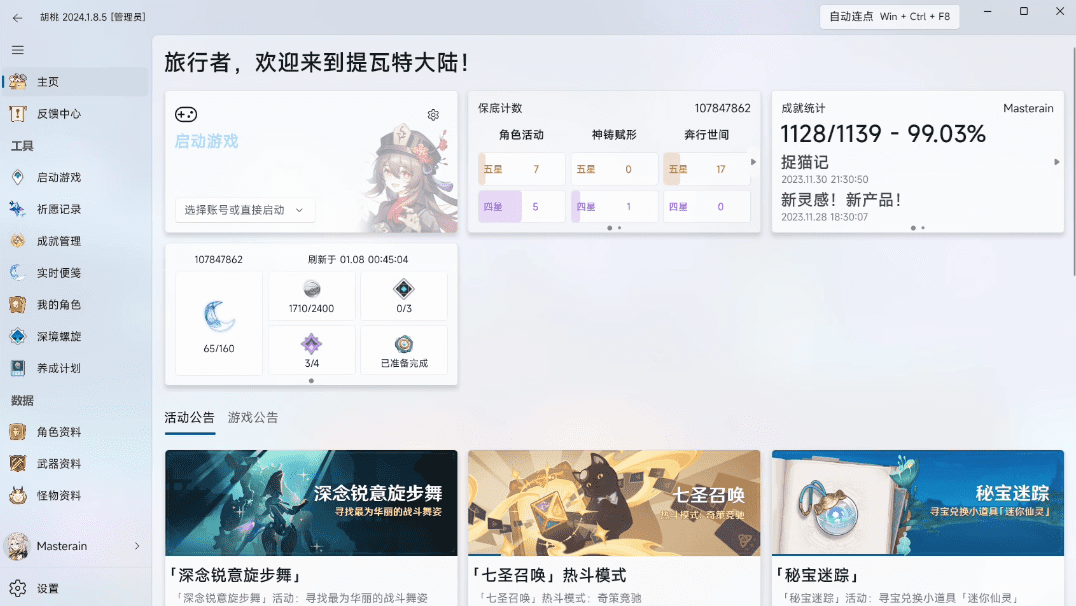 胡桃 2024.1.8.5 [管理员]
自动连点 Win + Ctrl + F8
主页
反馈中心
工具
启动游戏
祈愿记录
成就管理
实时便笺
我的角色
深境螺旋
养成计划
数据
角色资料
武器资料
怪物资料
Masterain
设置
旅行者，欢迎来到提瓦特大陆！
启动游戏
选择账号或直接启动
保底计数
107847862
角色活动
神铸赋形
奔行世间
五星 7
五星 0
五星 17
四星 5
四星 1
四星 0
成就统计
Masterain
1128/1139 - 99.03%
捉猫记
2023.11.30 21:30:50
新灵感！新产品！
2023.11.28 18:30:07
107847862
刷新于 01.08 00:45:04
65/160
1710/2400
0/3
3/4
已准备完成
活动公告
游戏公告
深念锐意旋步舞
寻找最为华丽的战斗舞姿
「深念锐意旋步舞」
「深念锐意旋步舞」活动：寻找最为华丽的战斗舞姿
七圣召唤
热斗模式：奇策竞驰
「七圣召唤」热斗模式
「七圣召唤」热斗模式：奇策竞驰
秘宝迷踪
寻宝兑换小道具「迷你仙灵」
「秘宝迷踪」
「秘宝迷踪」活动：寻宝兑换小道具「迷你仙灵」